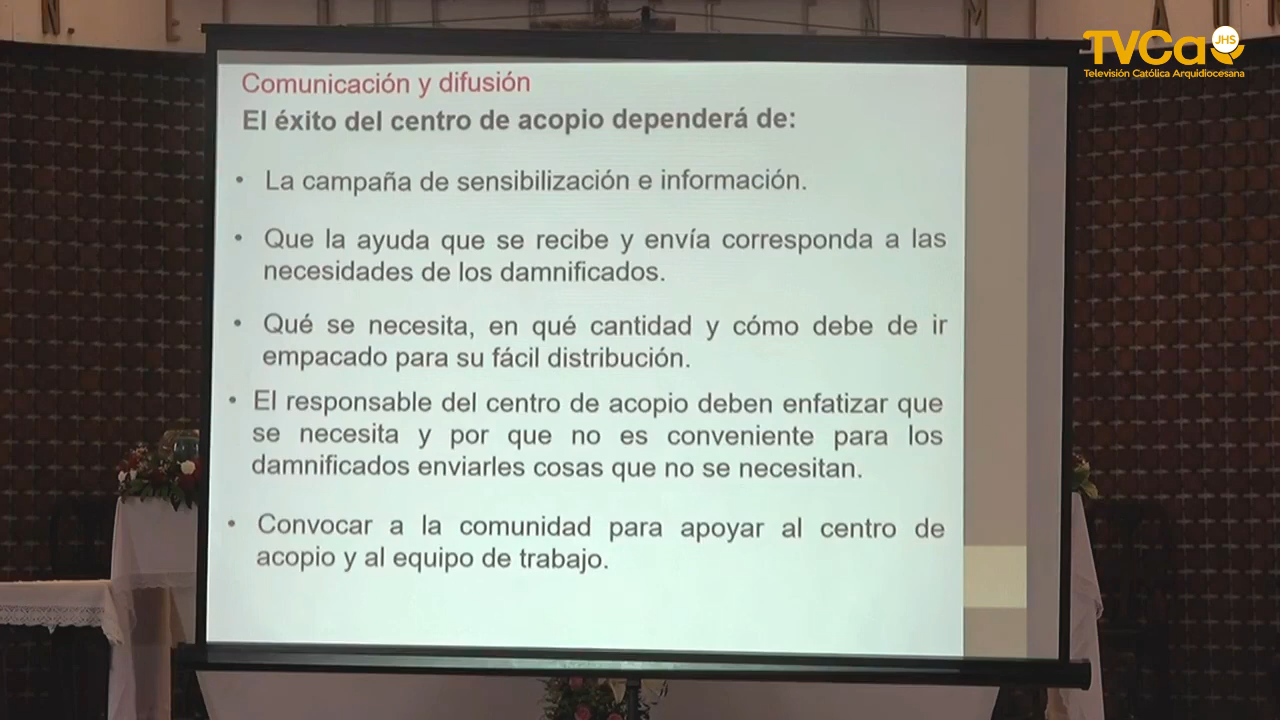 TVCa
JHS
Televisión Católica Arquidiocesana
Comunicación y difusión
El éxito del centro de acopio dependerá de:
• La campaña de sensibilización e información.
• Que la ayuda que se recibe y envía corresponda a las
necesidades de los damnificados.
• Qué se necesita, en qué cantidad y cómo debe de ir
empacado para su fácil distribución.
• El responsable del centro de acopio deben enfatizar que
se necesita y por que no es conveniente para los
damnificados enviarles cosas que no se necesitan.
• Convocar a la comunidad para apoyar al centro de
acopio y al equipo de trabajo.